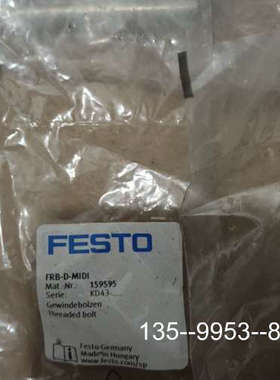 FESTO
FRB-D-MIDI
Mat.Nr.: 159595
Serie: KD43
Gewindebolzen
Threaded bolt
Festo Germany
Made in Hungary
135--9953--8